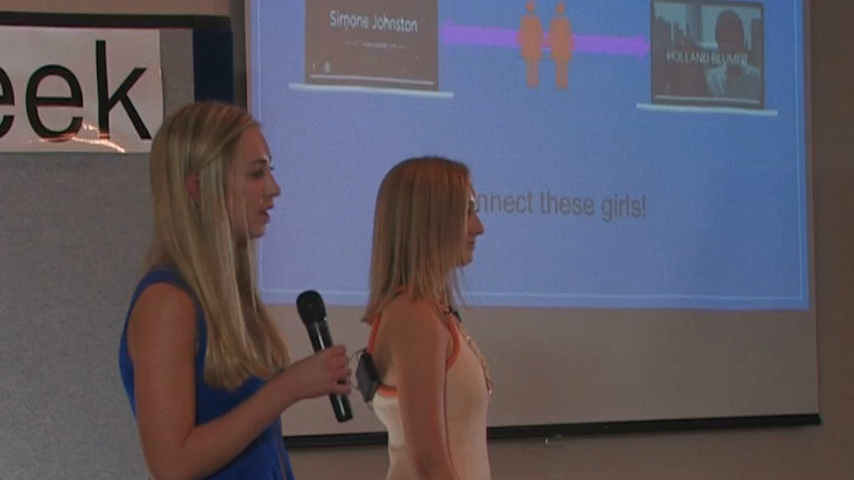 eek
Simone Johnston
HOLLAND BLUMER
nnect these girls!